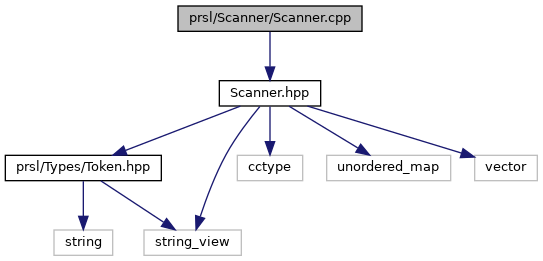 prsl/Scanner/Scanner.cpp
Scanner.hpp
prsl/Types/Token.hpp
cctype
unordered_map
vector
string
string_view